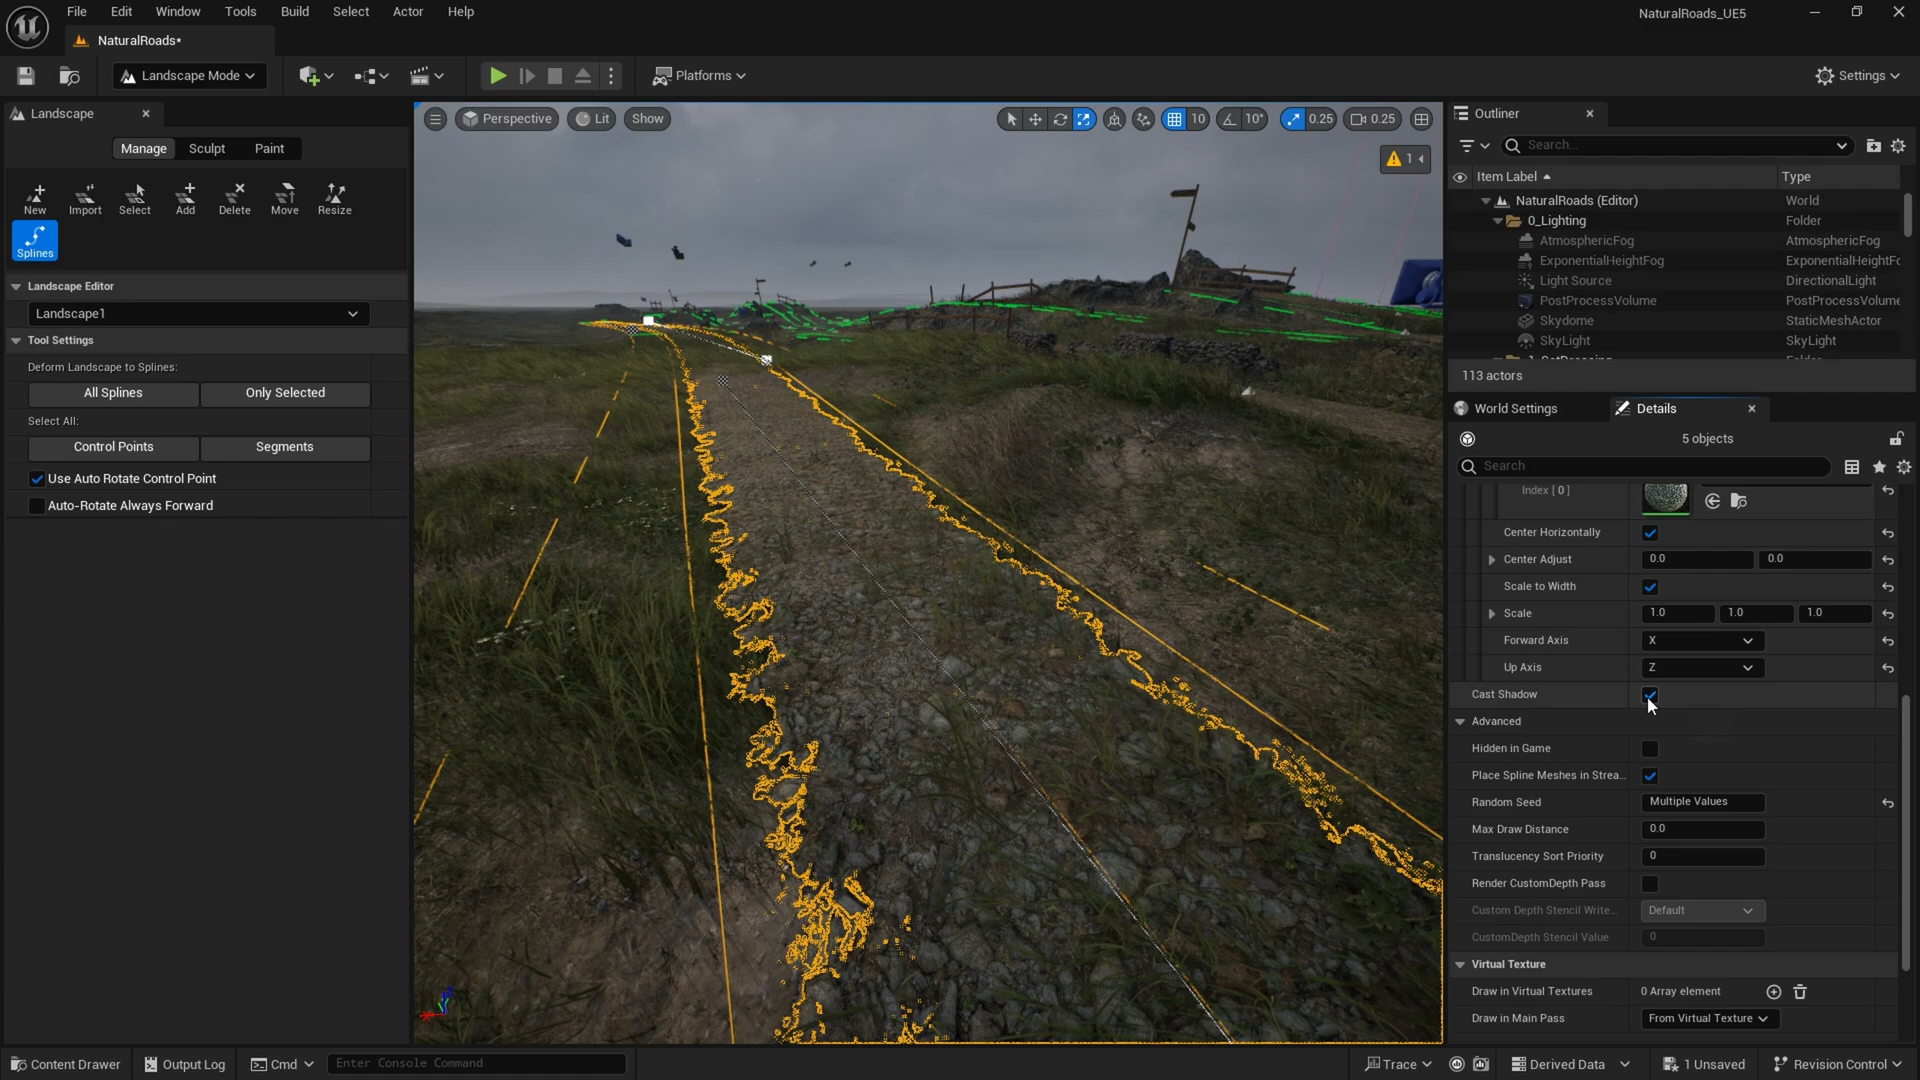 File Edit Window Tools Build Select Actor Help
NaturalRoads_UE5
NaturalRoads•
Landscape Mode
Platforms
Settings
Landscape
Manage Sculpt Paint
New Import Select Add Delete Move Resize
Splines
Landscape Editor
Landscape1
Tool Settings
Deform Landscape to Splines:
All Splines Only Selected
Select All:
Control Points Segments
Use Auto Rotate Control Point
Auto-Rotate Always Forward
Perspective Lit Show
10 10° 0.25 0.25
1
Outliner
Search...
Item Label Type
NaturalRoads (Editor) World
0_Lighting Folder
AtmosphericFog AtmosphericFog
ExponentialHeightFog ExponentialHeightFo
Light Source DirectionalLight
PostProcessVolume PostProcessVolume
Skydome StaticMeshActor
SkyLight SkyLight
113 actors
World Settings Details
5 objects
Search
Index [ 0 ]
Center Horizontally
Center Adjust 0.0 0.0
Scale to Width
Scale 1.0 1.0 1.0
Forward Axis X
Up Axis Z
Cast Shadow
Advanced
Hidden in Game
Place Spline Meshes in Strea...
Random Seed Multiple Values
Max Draw Distance 0.0
Translucency Sort Priority 0
Render CustomDepth Pass
Custom Depth Stencil Write... Default
CustomDepth Stencil Value 0
Virtual Texture
Draw in Virtual Textures 0 Array element
Draw in Main Pass From Virtual Texture
Content Drawer Output Log Cmd Enter Console Command
Trace Derived Data 1 Unsaved Revision Control